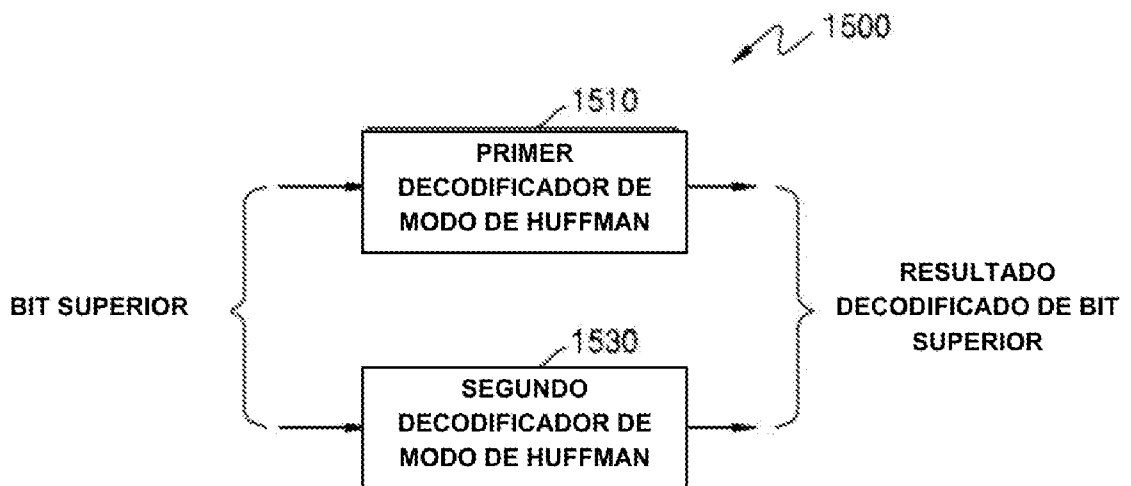 1500
1510
PRIMER
DECODIFICADOR DE
MODO DE HUFFMAN
BIT SUPERIOR
RESULTADO
DECODIFICADO DE BIT
SUPERIOR
1530
SEGUNDO
DECODIFICADOR DE
MODO DE HUFFMAN